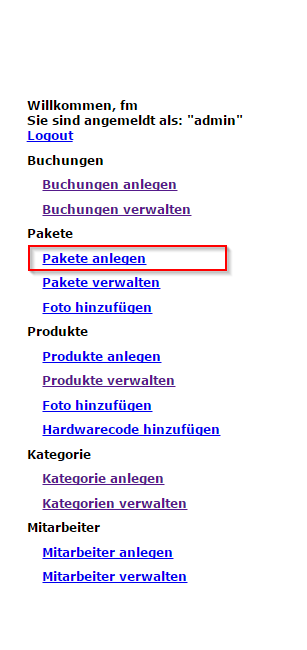 Willkommen, fm
Sie sind angemeldet als: "admin"
Logout
Buchungen
Buchungen anlegen
Buchungen verwalten
Pakete
Pakete anlegen
Pakete verwalten
Foto hinzufügen
Produkte
Produkte anlegen
Produkte verwalten
Foto hinzufügen
Hardwarecode hinzufügen
Kategorie
Kategorie anlegen
Kategorien verwalten
Mitarbeiter
Mitarbeiter anlegen
Mitarbeiter verwalten